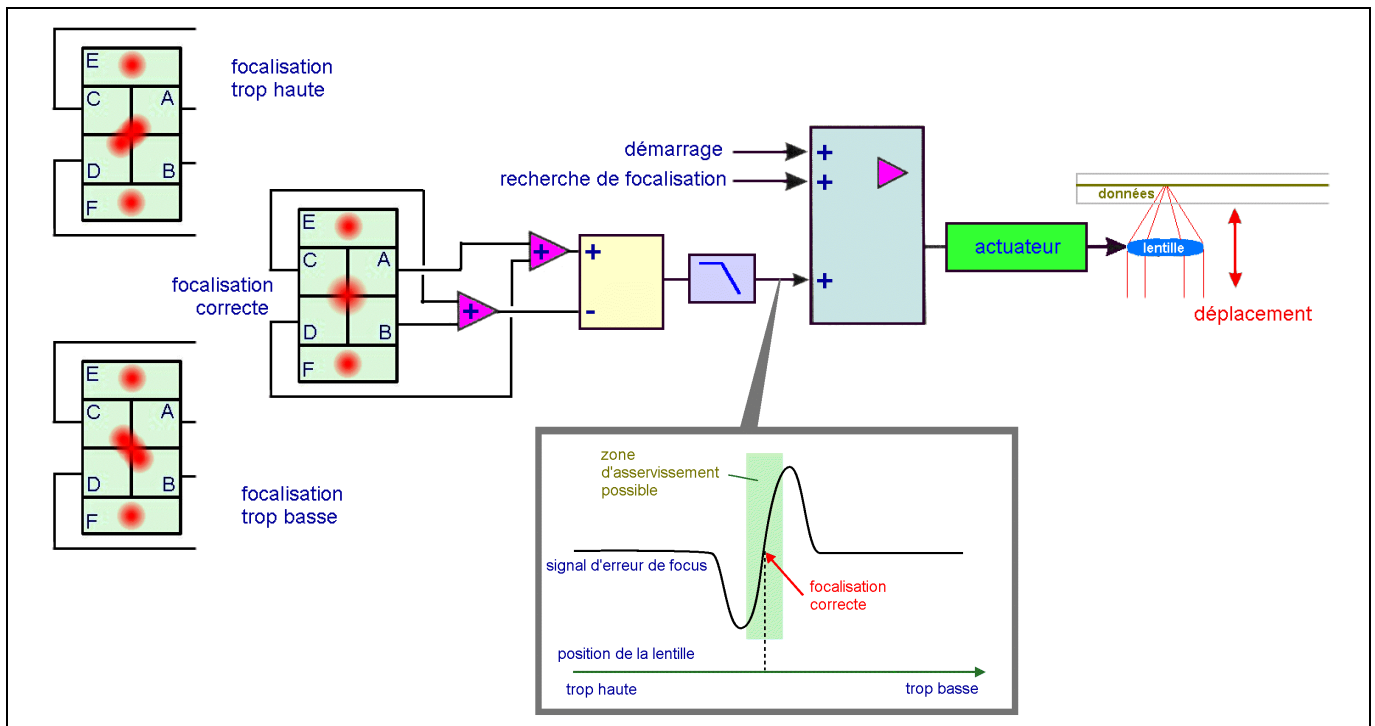 E
C
A
D
B
F
focalisation
trop haute
focalisation
correcte
E
C
A
D
B
F
E
C
A
D
B
F
focalisation
trop basse
+
+
+
-
démarrage
recherche de focalisation
+
+
+
actuateur
données
lentille
déplacement
zone
d'asservissement
possible
signal d'erreur de focus
focalisation
correcte
position de la lentille
trop haute
trop basse